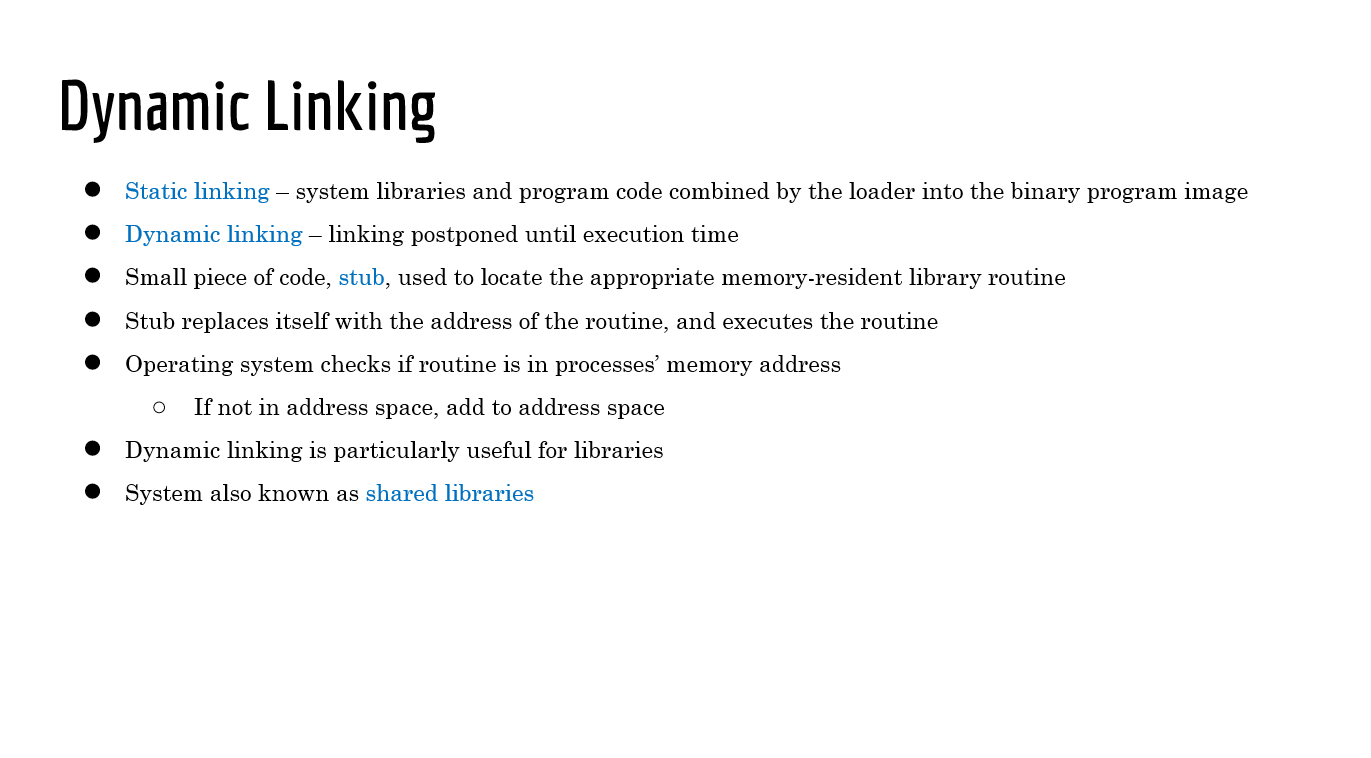 Dynamic Linking
● Static linking – system libraries and program code combined by the loader into the binary program image
● Dynamic linking – linking postponed until execution time
● Small piece of code, stub, used to locate the appropriate memory-resident library routine
● Stub replaces itself with the address of the routine, and executes the routine
● Operating system checks if routine is in processes’ memory address
○ If not in address space, add to address space
● Dynamic linking is particularly useful for libraries
● System also known as shared libraries